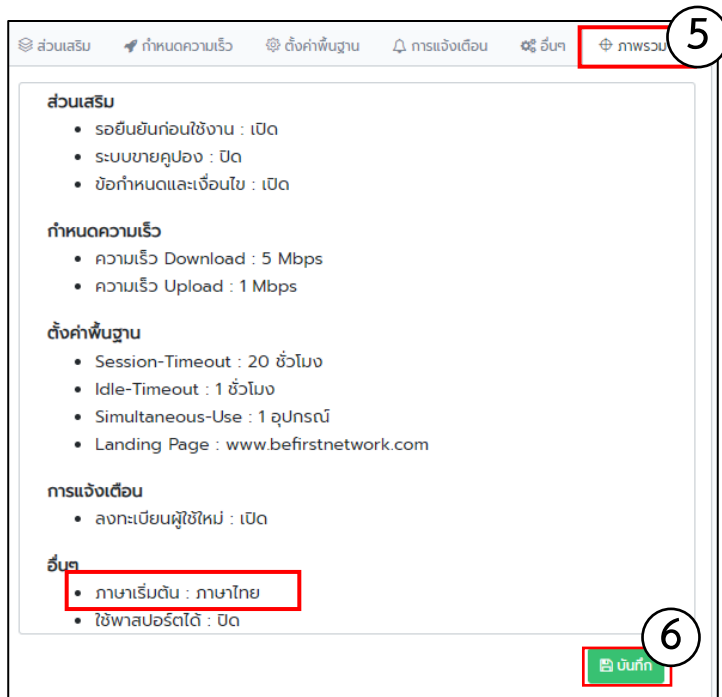 ส่วนเสริม กำหนดความเร็ว ตั้งค่าพื้นฐาน การแจ้งเตือน อื่นๆ ภาพรวม 5
ส่วนเสริม
• รอยืนยันก่อนใช้งาน : เปิด
• ระบบขายคูปอง : ปิด
• ข้อกำหนดและเงื่อนไข : เปิด
กำหนดความเร็ว
• ความเร็ว Download : 5 Mbps
• ความเร็ว Upload : 1 Mbps
ตั้งค่าพื้นฐาน
• Session-Timeout : 20 ชั่วโมง
• Idle-Timeout : 1 ชั่วโมง
• Simultaneous-Use : 1 อุปกรณ์
• Landing Page : www.befirstnetwork.com
การแจ้งเตือน
• ลงทะเบียนผู้ใช้ใหม่ : เปิด
อื่นๆ
• ภาษาเริ่มต้น : ภาษาไทย
• ใช้พาสปอร์ตได้ : ปิด
6
บันทึก